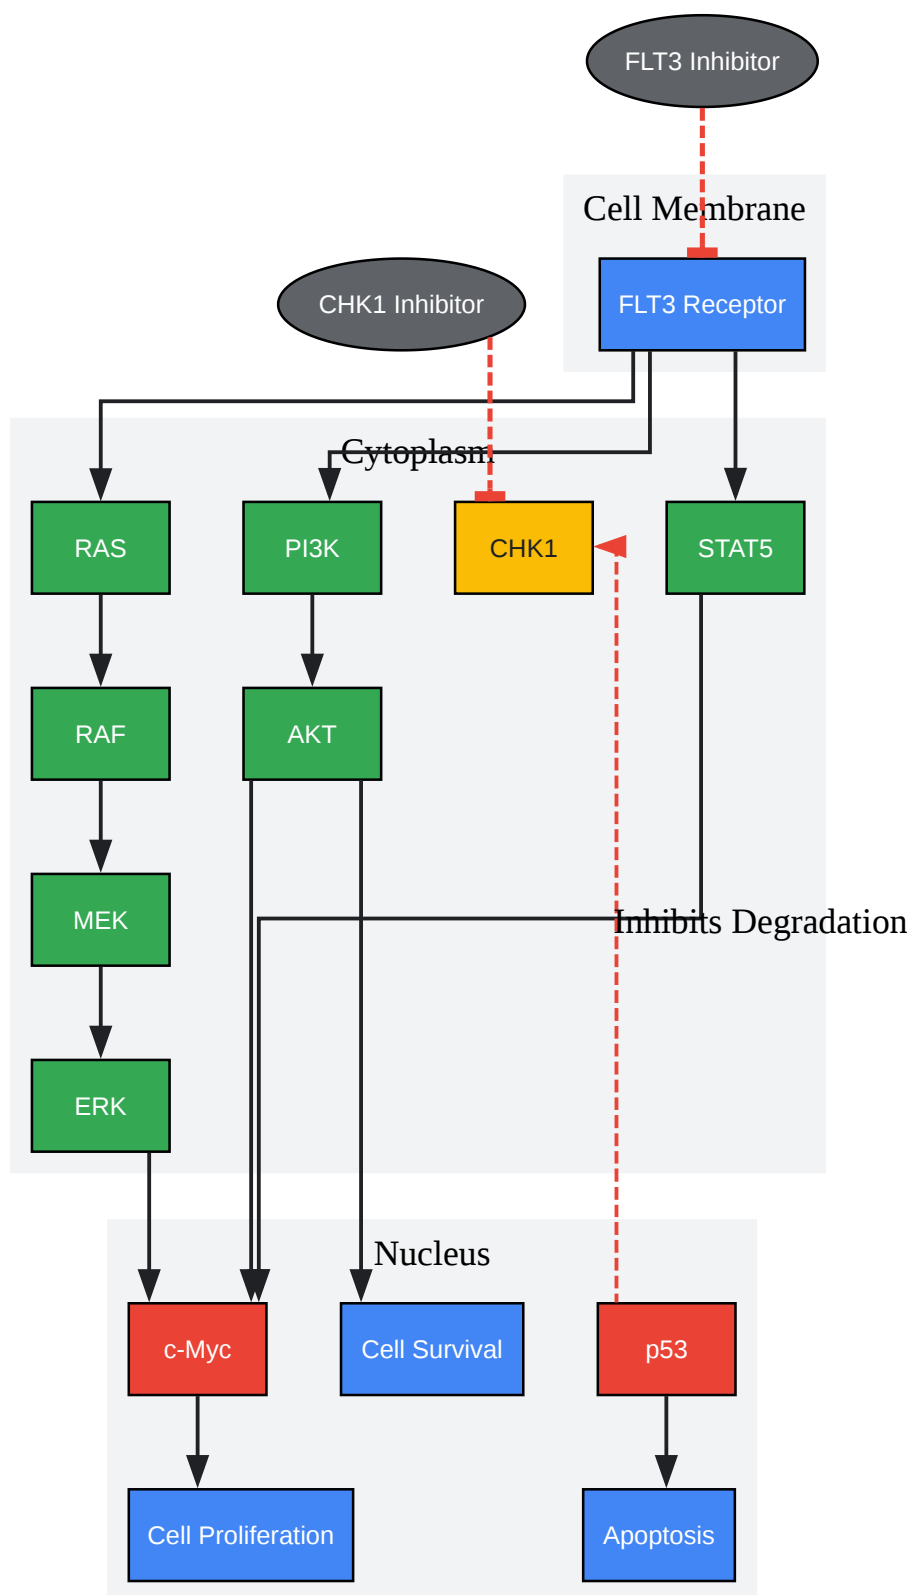 FLT3 Inhibitor
Cell Membrane
CHK1 Inhibitor
FLT3 Receptor
Cytoplasm
RAS
PI3K
CHK1
STAT5
RAF
AKT
MEK
Inhibits Degradation
ERK
Nucleus
c-Myc
Cell Survival
p53
Cell Proliferation
Apoptosis